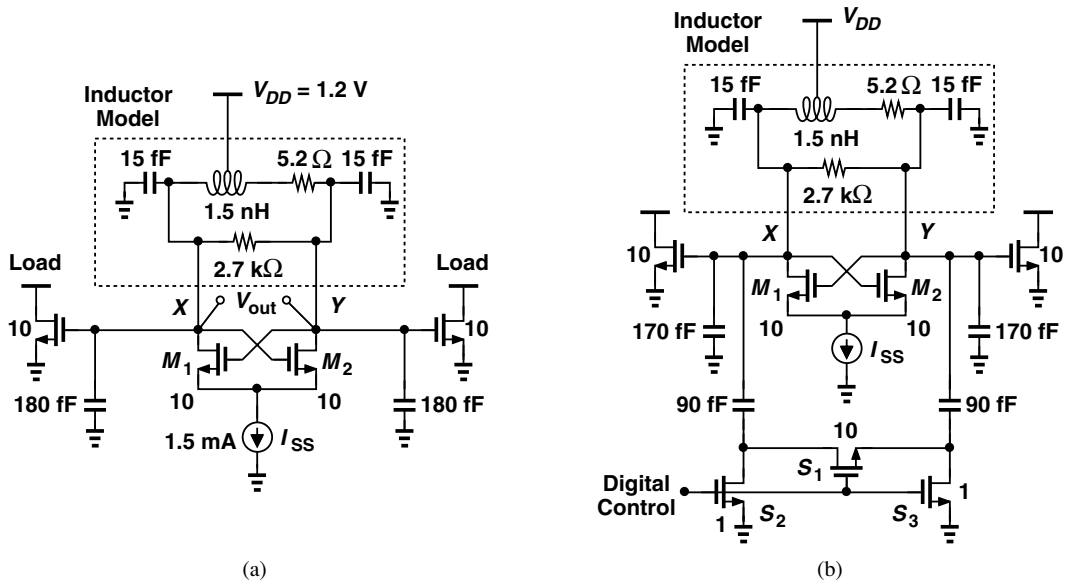 Inductor
Model
V_DD = 1.2 V
15 fF
5.2 Ω
15 fF
1.5 nH
2.7 kΩ
Load
X
V_out
Y
Load
10
M_1
M_2
10
180 fF
10
10
180 fF
1.5 mA
I_SS
(a)
Inductor
Model
V_DD
15 fF
5.2 Ω
15 fF
1.5 nH
2.7 kΩ
X
Y
10
M_1
M_2
10
170 fF
10
10
170 fF
I_SS
90 fF
90 fF
10
S_1
Digital
Control
1
S_2
S_3
1
(b)